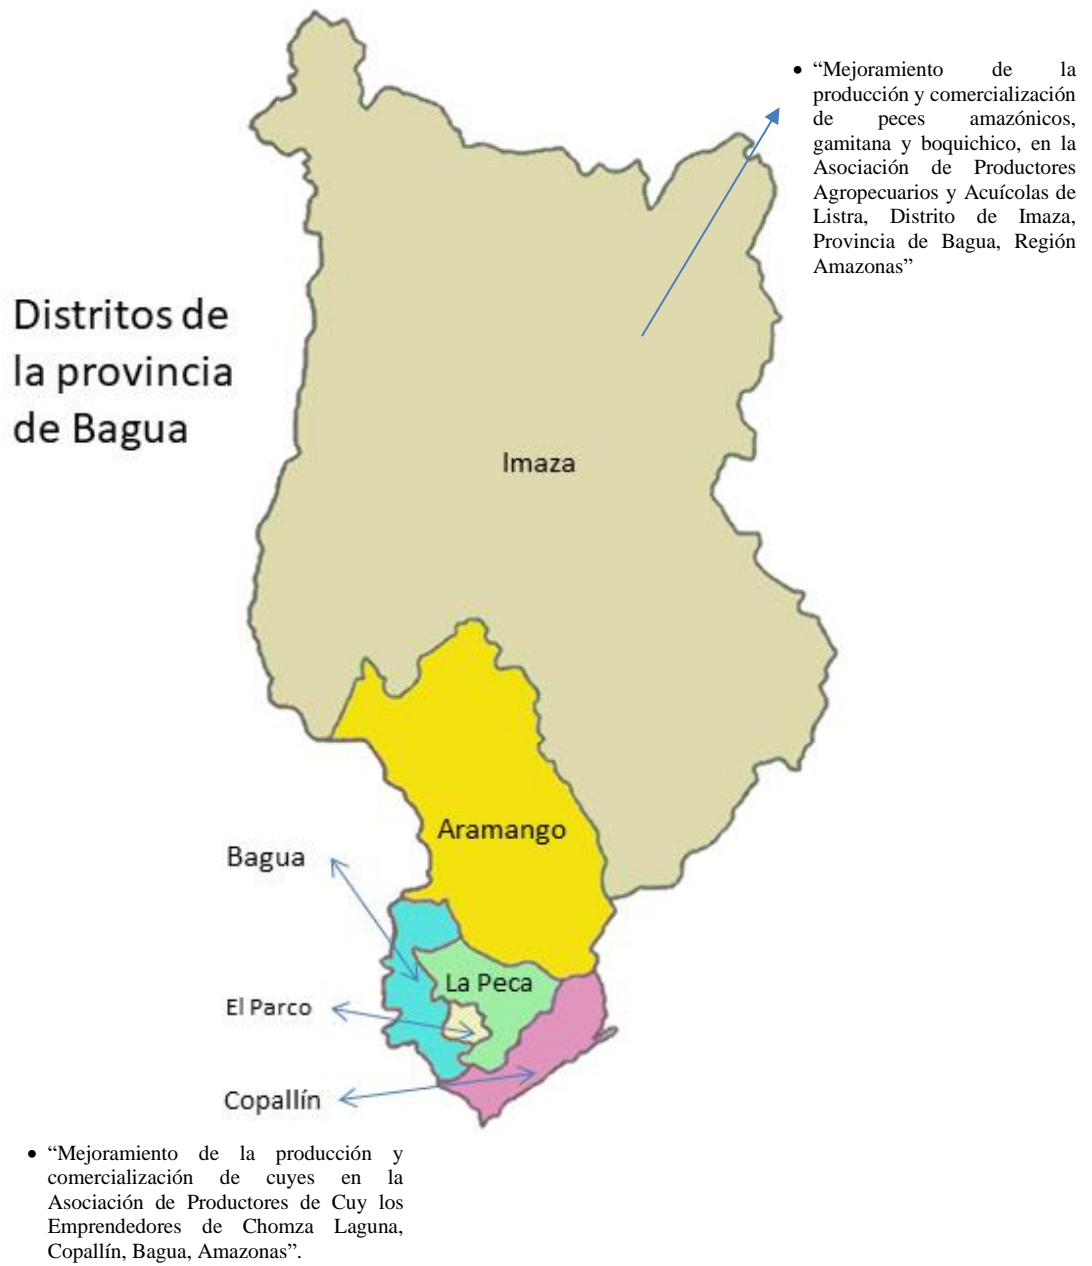 • “Mejoramiento de la
producción y comercialización
de peces amazónicos,
gamitana y boquichico, en la
Asociación de Productores
Agropecuarios y Acuícolas de
Listra, Distrito de Imaza,
Provincia de Bagua, Región
Amazonas”
Distritos de
la provincia
de Bagua
Imaza
Aramango
Bagua
La Peca
El Parco
Copallín
• “Mejoramiento de la producción y
comercialización de cuyes en la
Asociación de Productores de Cuy los
Emprendedores de Chomza Laguna,
Copallín, Bagua, Amazonas”.